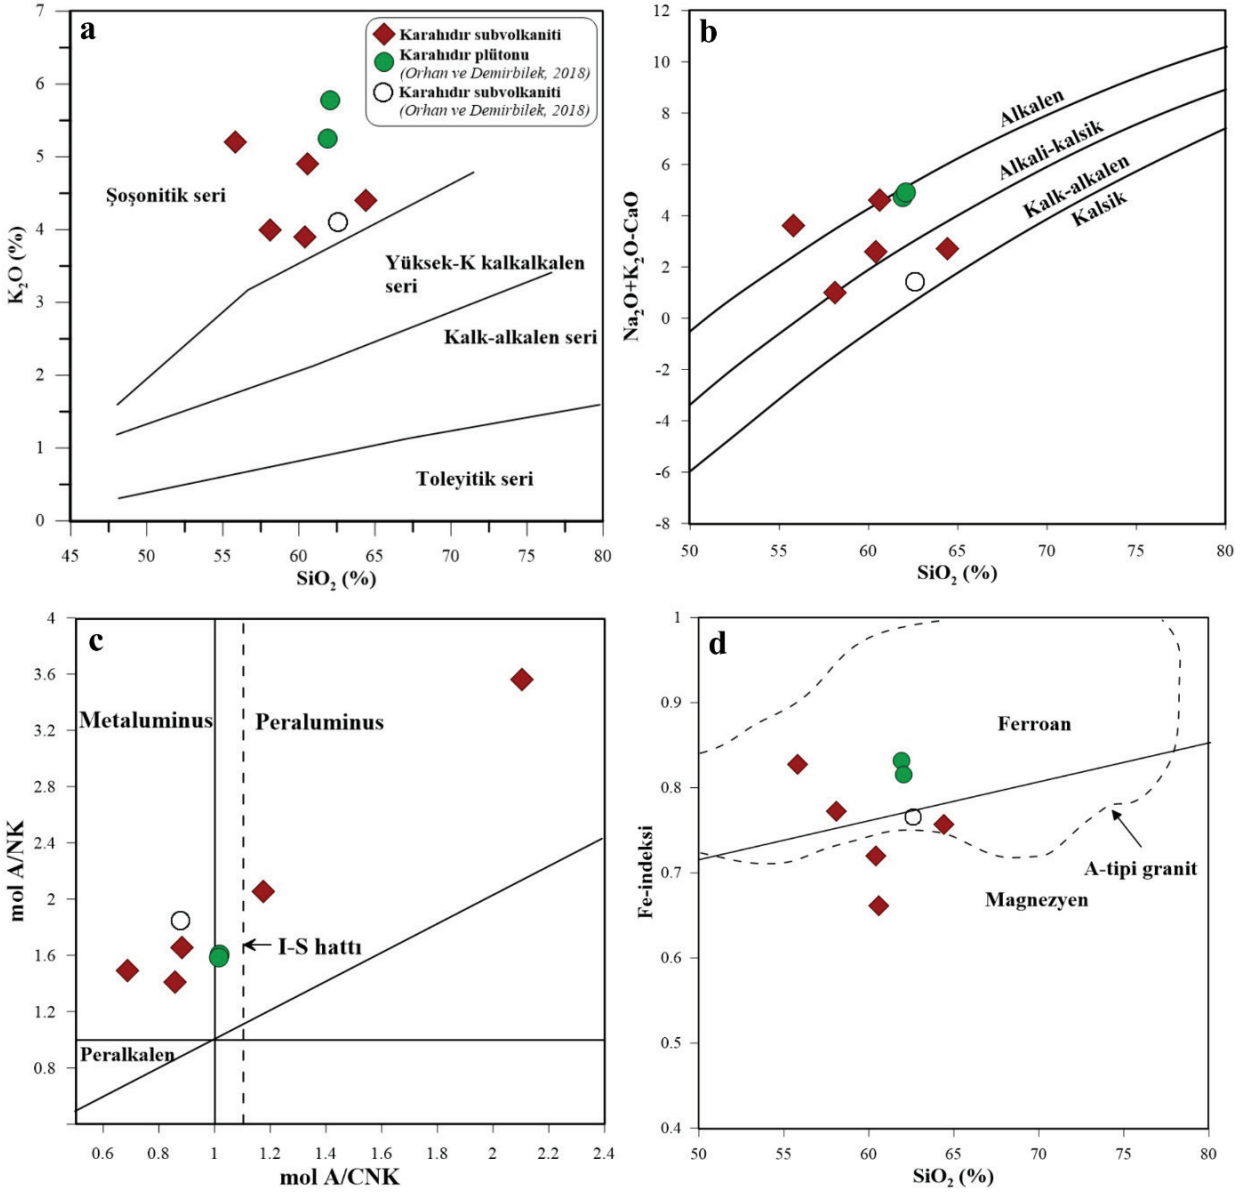 a
7
6
5
4
3
2
1
0
K₂O (%)
Karahıdır subvolkaniti
Karahıdır plütonu
(Orhan ve Demirbilek, 2018)
Karahıdır subvolkaniti
(Orhan ve Demirbilek, 2018)
Şoşonitik seri
Yüksek-K kalkalkalen
seri
Kalk-alkalen seri
Toleyitik seri
45 50 55 60 65 70 75 80
SiO₂ (%)
b
12
10
8
6
4
2
0
-2
-4
-6
-8
Na₂O+K₂O-CaO
Alkalen
Alkali-kalsik
Kalk-alkalen
Kalsik
50 55 60 65 70 75 80
SiO₂ (%)
c
4
3.6
3.2
2.8
2.4
2
1.6
1.2
0.8
mol A/NK
Metaluminus
Peraluminus
I-S hattı
Peralkalen
0.6 0.8 1 1.2 1.4 1.6 1.8 2 2.2 2.4
mol A/CNK
d
1
0.9
0.8
0.7
0.6
0.5
0.4
Fe-indeksi
Ferroan
A-tipi granit
Magnezyen
50 55 60 65 70 75 80
SiO₂ (%)